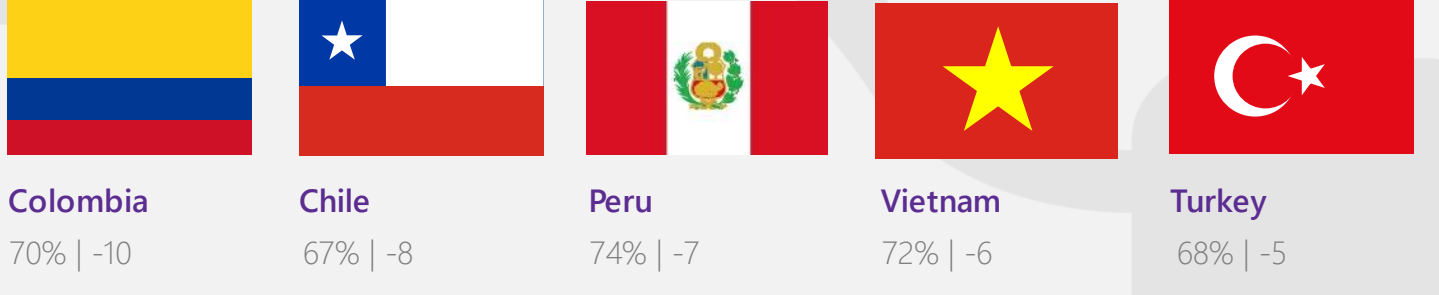 Colombia
70% | -10
Chile
67% | -8
Peru
74% | -7
Vietnam
72% | -6
Turkey
68% | -5